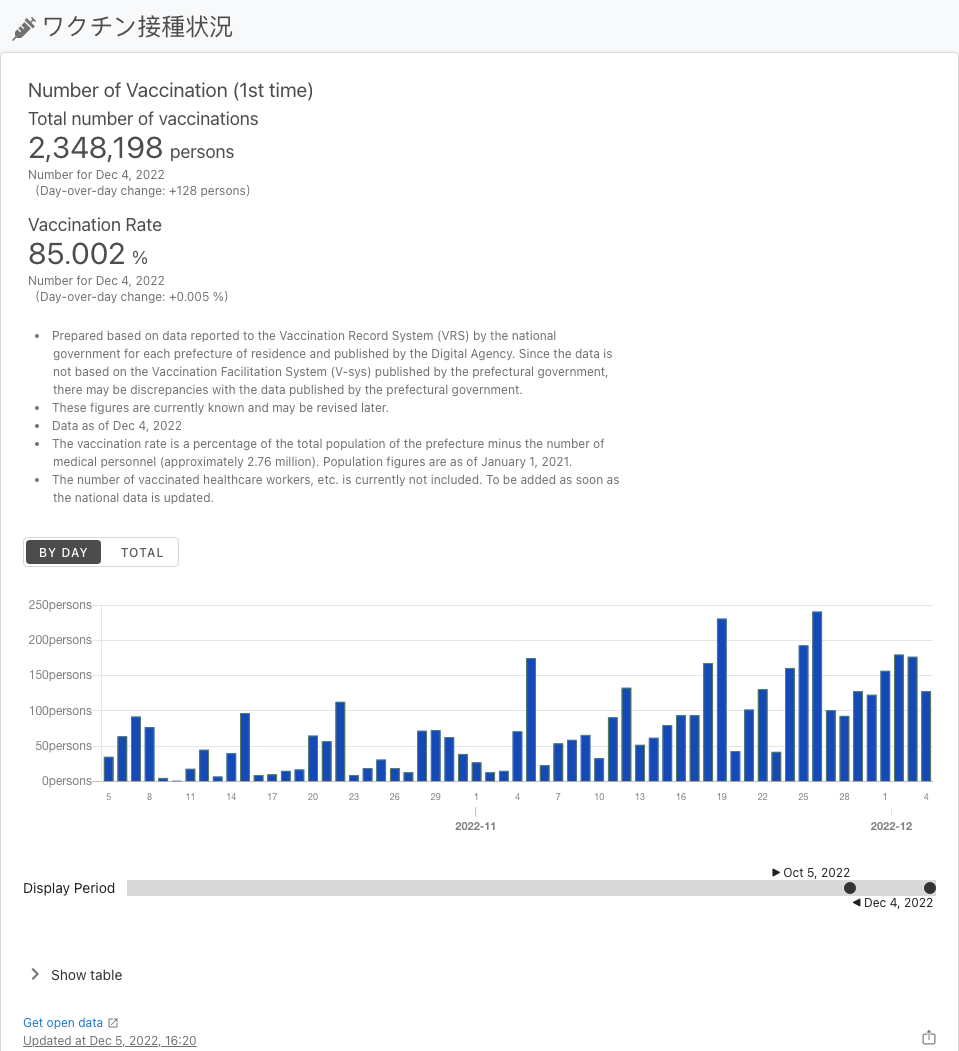 ワクチン接種状況
Number of Vaccination (1st time)
Total number of vaccinations
2,348,198 persons
Number for Dec 4, 2022
(Day-over-day change: +128 persons)
Vaccination Rate
85.002 %
Number for Dec 4, 2022
(Day-over-day change: +0.005 %)
• Prepared based on data reported to the Vaccination Record System (VRS) by the national
government for each prefecture of residence and published by the Digital Agency. Since the data is
not based on the Vaccination Facilitation System (V-sys) published by the prefectural government,
there may be discrepancies with the data published by the prefectural government.
• These figures are currently known and may be revised later.
• Data as of Dec 4, 2022
• The vaccination rate is a percentage of the total population of the prefecture minus the number of
medical personnel (approximately 2.76 million). Population figures are as of January 1, 2021.
• The number of vaccinated healthcare workers, etc. is currently not included. To be added as soon as
the national data is updated.
BY DAY TOTAL
250persons
200persons
150persons
100persons
50persons
0persons
5 8 11 14 17 20 23 26 29 1 4 7 10 13 16 19 22 25 28 1 4
2022-11 2022-12
Oct 5, 2022
Display Period
Dec 4, 2022
Show table
Get open data
Updated at Dec 5, 2022, 16:20